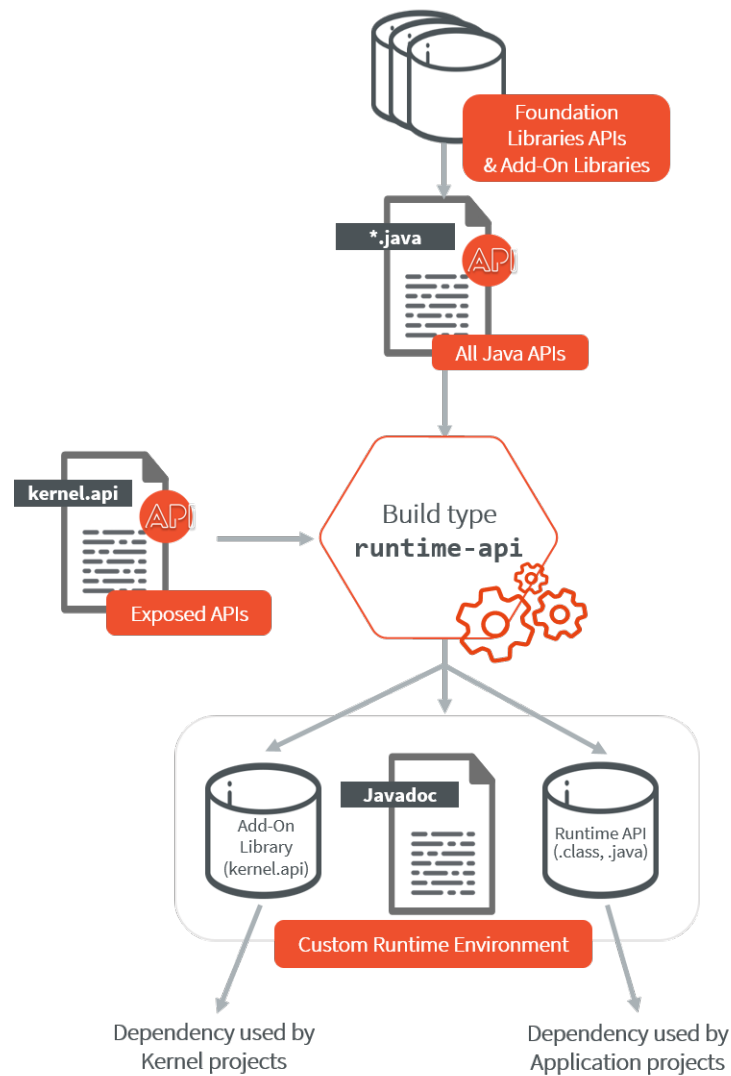 Foundation
Libraries APIs
& Add-On Libraries
*.java
API
All Java APIs
kernel.api
API
Exposed APIs
Build type
runtime-api
Add-On
Library
(kernel.api)
Javadoc
Runtime API
(.class, .java)
Custom Runtime Environment
Dependency used by
Kernel projects
Dependency used by
Application projects